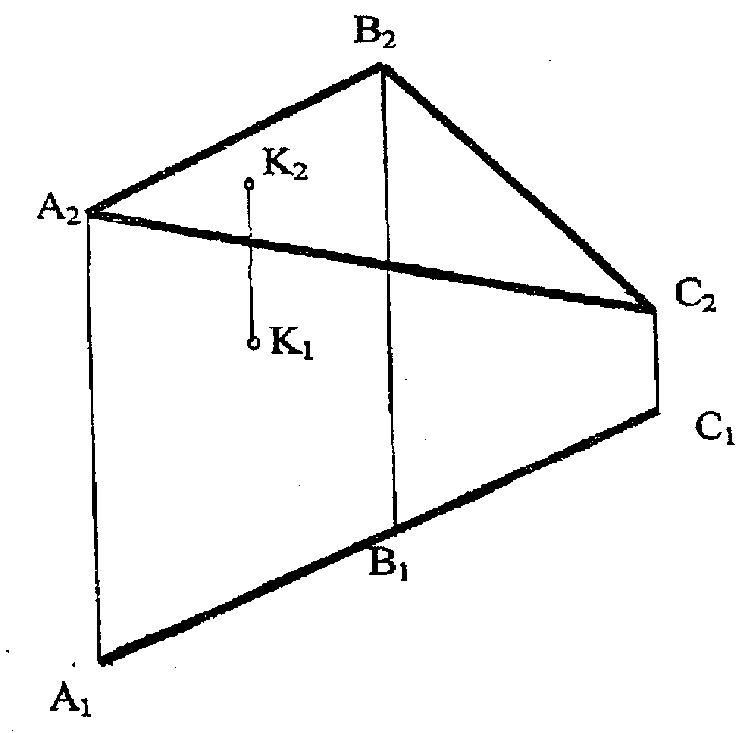 B₂
K₂
A₂
C₂
K₁
C₁
B₁
A₁